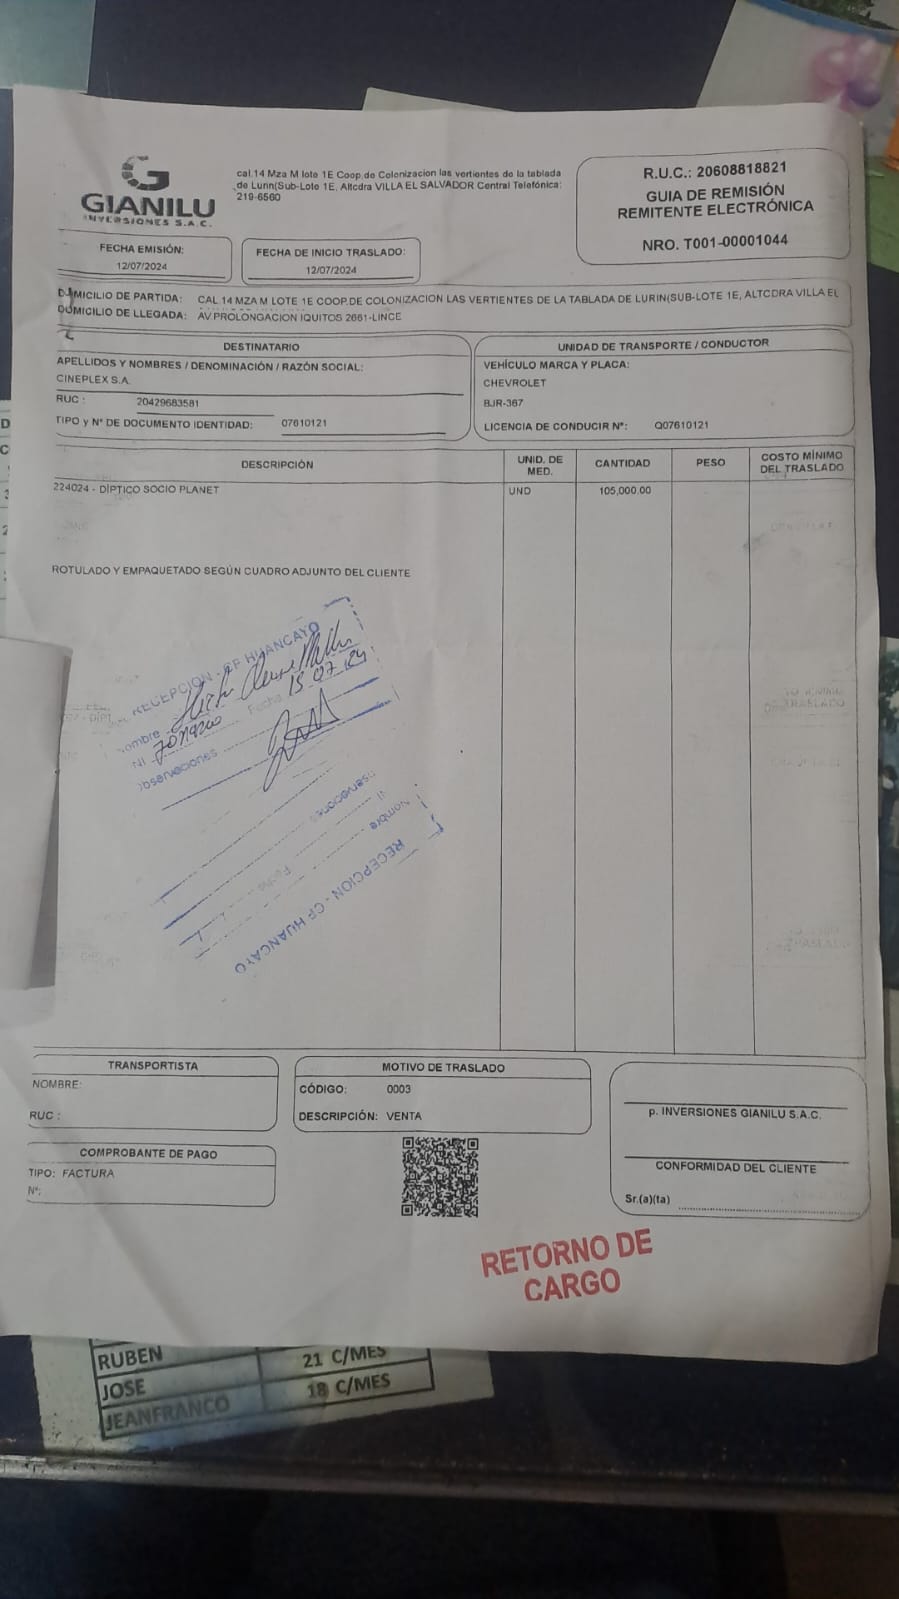 GIANILU
INVERSIONES S.A.C.
cal.14 Mza M lote 1E Coop.de Colonizacion las vertientes de la tablada
de Lurin(Sub-Lote 1E, Altcdra VILLA EL SALVADOR Central Telefónica:
219-6560
R.U.C.: 20608818821
GUIA DE REMISIÓN
REMITENTE ELECTRÓNICA
NRO. T001-00001044
FECHA EMISIÓN:
12/07/2024
FECHA DE INICIO TRASLADO:
12/07/2024
DOMICILIO DE PARTIDA: CAL.14 MZA M LOTE 1E COOP.DE COLONIZACION LAS VERTIENTES DE LA TABLADA DE LURIN(SUB-LOTE 1E, ALTCDRA VILLA EL
DOMICILIO DE LLEGADA: AV PROLONGACION IQUITOS 2661-LINCE
DESTINATARIO
APELLIDOS Y NOMBRES / DENOMINACIÓN / RAZÓN SOCIAL:
CINEPLEX S.A.
RUC : 20429683581
TIPO y N° DE DOCUMENTO IDENTIDAD: 07610121
UNIDAD DE TRANSPORTE / CONDUCTOR
VEHÍCULO MARCA Y PLACA:
CHEVROLET
BJR-367
LICENCIA DE CONDUCIR N°: Q07610121
DESCRIPCIÓN UNID. DE MED. CANTIDAD PESO COSTO MÍNIMO DEL TRASLADO
224024 - DÍPTICO SOCIO PLANET UND 105,000.00
ROTULADO Y EMPAQUETADO SEGÚN CUADRO ADJUNTO DEL CLIENTE
RECEPCION - CF HUANCAYO
ombre
Fecha 15 07 24
NI
observaciones
RECEPCION - CF HUANCAYO
Nombre
Fecha
observaciones
TRANSPORTISTA
NOMBRE:
RUC :
MOTIVO DE TRASLADO
CÓDIGO: 0003
DESCRIPCIÓN: VENTA
COMPROBANTE DE PAGO
TIPO: FACTURA
N°:
p. INVERSIONES GIANILU S.A.C.
CONFORMIDAD DEL CLIENTE
Sr.(a)(ta)
RETORNO DE
CARGO
RUBEN 21 C/MES
JOSE 18 C/MES
JEANFRANCO